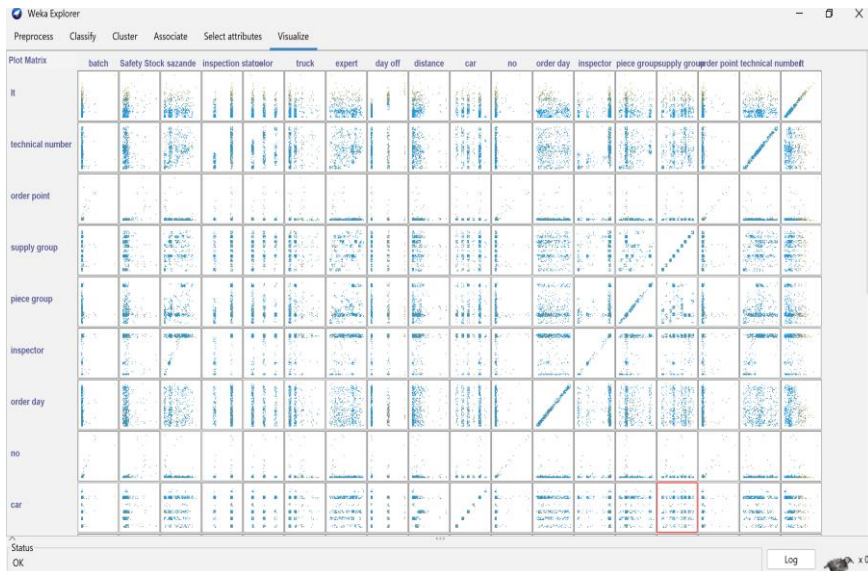 Weka Explorer
Preprocess Classify Cluster Associate Select attributes Visualize
Plot Matrix batch Safety Stock sazande inspection status color truck expert day off distance car no order day inspector piece group supply group order point technical number lt
lt
technical number
order point
supply group
piece group
inspector
order day
no
car
Status
OK Log x 0